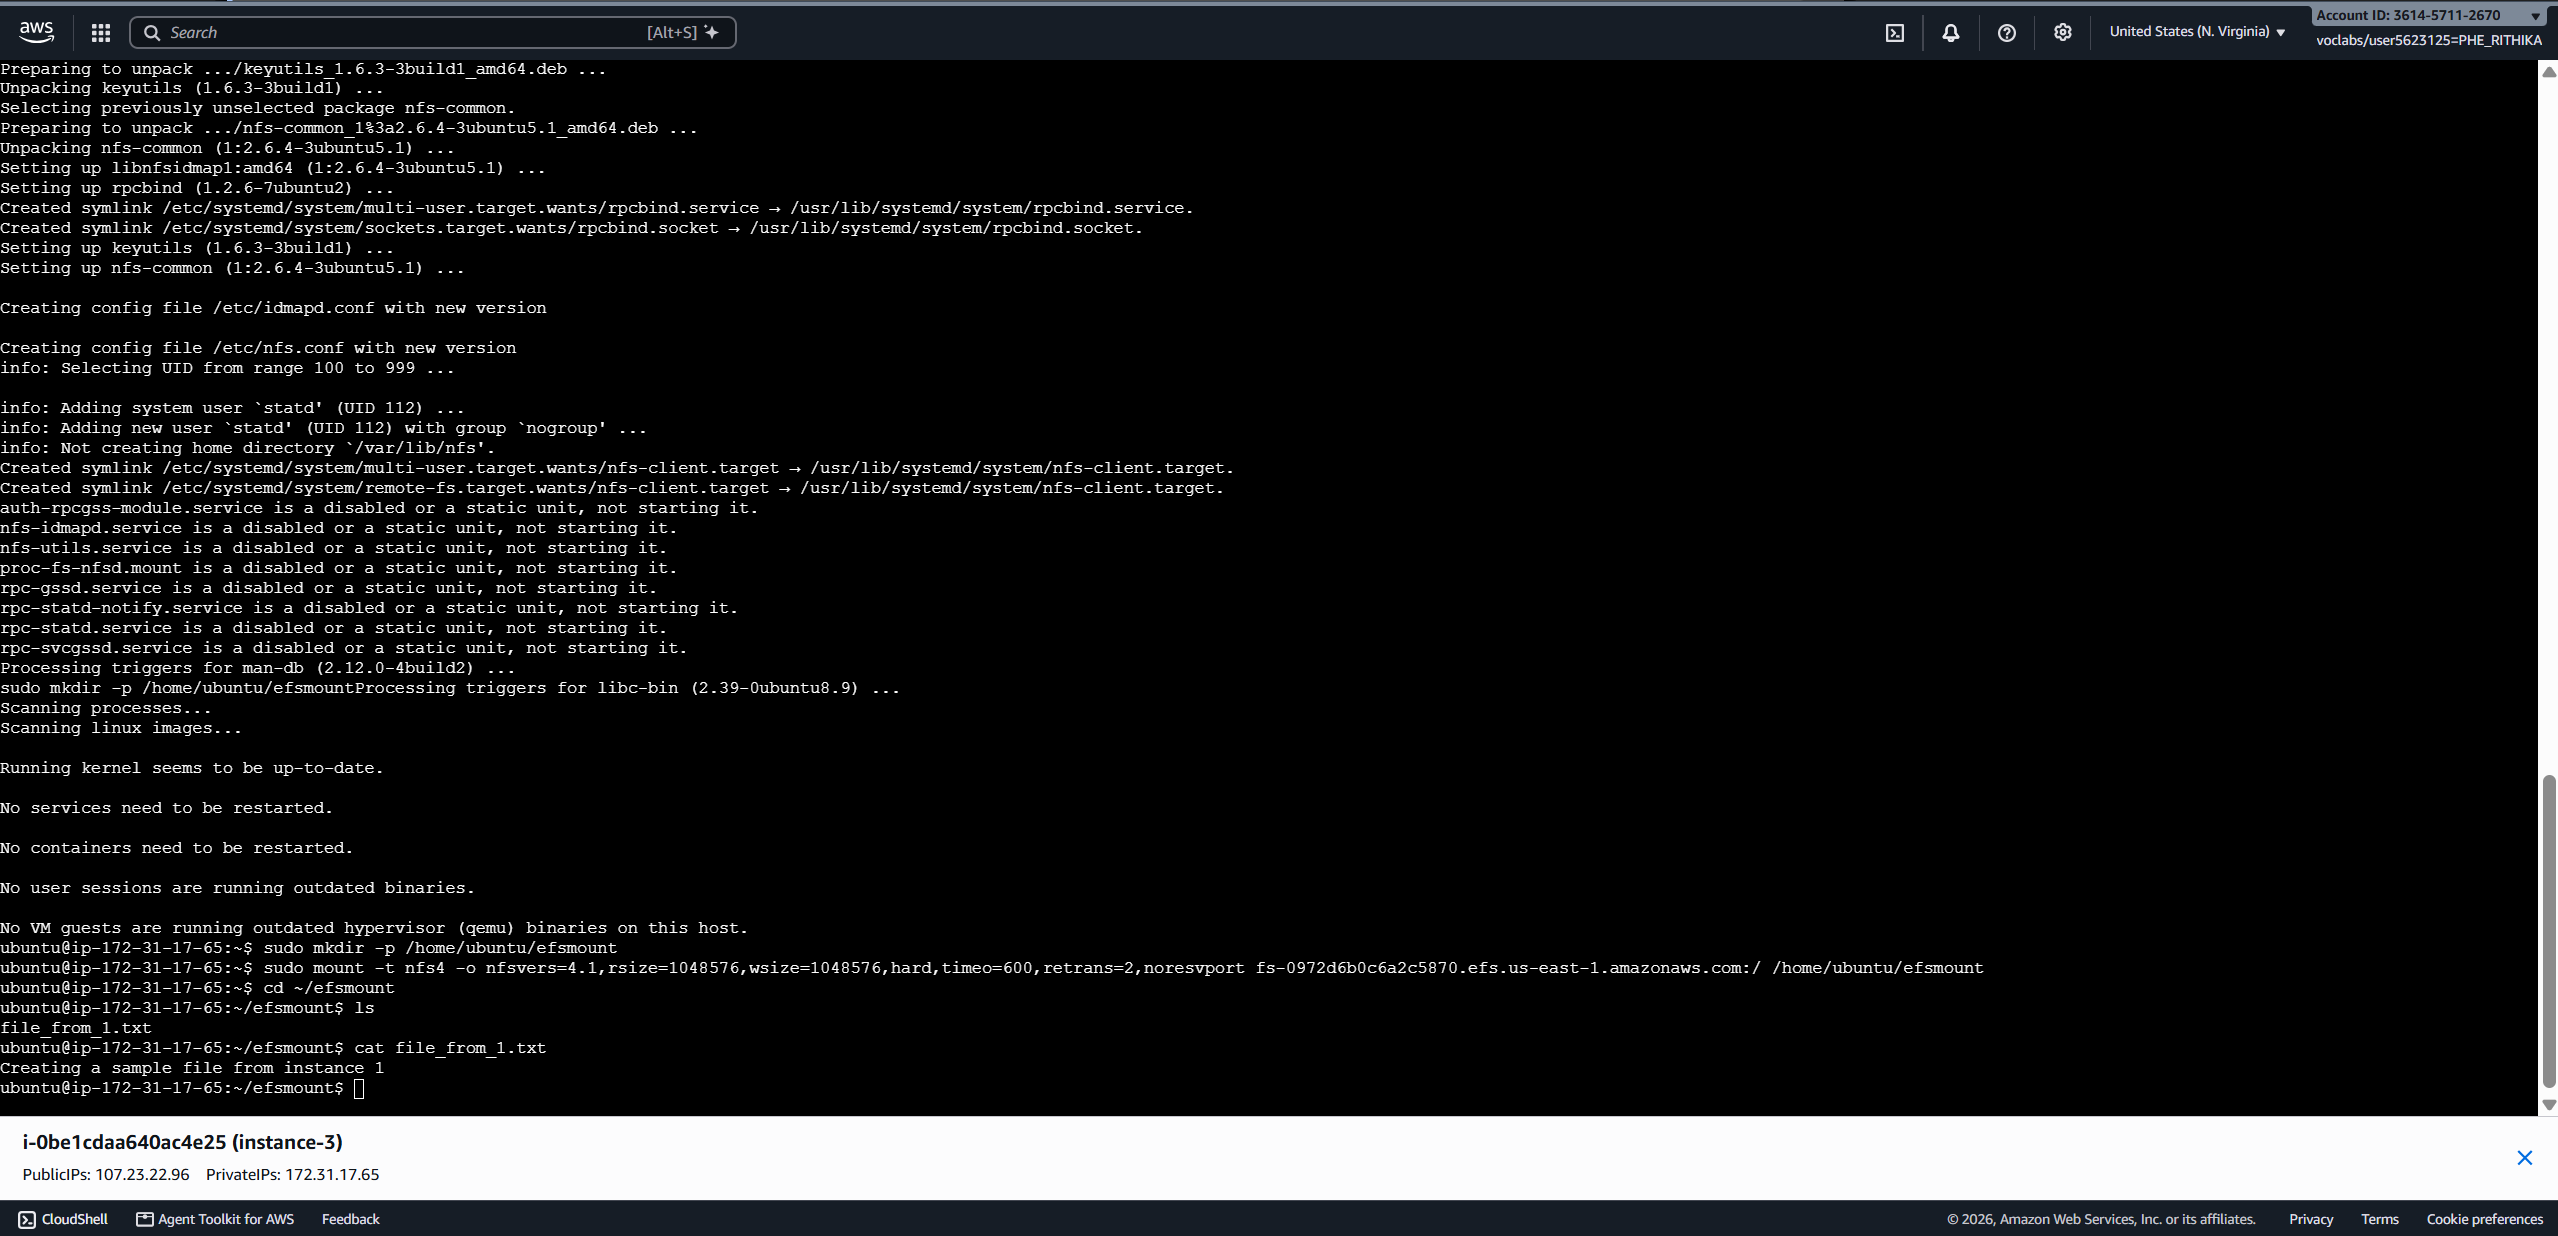 aws
Search [Alt+S]
United States (N. Virginia)
Account ID: 3614-5711-2670
voclabs/user5623125=PHE_RITHIKA
Preparing to unpack .../keyutils_1.6.3-3build1_amd64.deb ...
Unpacking keyutils (1.6.3-3build1) ...
Selecting previously unselected package nfs-common.
Preparing to unpack .../nfs-common_1%3a2.6.4-3ubuntu5.1_amd64.deb ...
Unpacking nfs-common (1:2.6.4-3ubuntu5.1) ...
Setting up libnfsidmap1:amd64 (1:2.6.4-3ubuntu5.1) ...
Setting up rpcbind (1.2.6-7ubuntu2) ...
Created symlink /etc/systemd/system/multi-user.target.wants/rpcbind.service → /usr/lib/systemd/system/rpcbind.service.
Created symlink /etc/systemd/system/sockets.target.wants/rpcbind.socket → /usr/lib/systemd/system/rpcbind.socket.
Setting up keyutils (1.6.3-3build1) ...
Setting up nfs-common (1:2.6.4-3ubuntu5.1) ...
Creating config file /etc/idmapd.conf with new version
Creating config file /etc/nfs.conf with new version
info: Selecting UID from range 100 to 999 ...
info: Adding system user `statd' (UID 112) ...
info: Adding new user `statd' (UID 112) with group `nogroup' ...
info: Not creating home directory `/var/lib/nfs'.
Created symlink /etc/systemd/system/multi-user.target.wants/nfs-client.target → /usr/lib/systemd/system/nfs-client.target.
Created symlink /etc/systemd/system/remote-fs.target.wants/nfs-client.target → /usr/lib/systemd/system/nfs-client.target.
auth-rpcgss-module.service is a disabled or a static unit, not starting it.
nfs-idmapd.service is a disabled or a static unit, not starting it.
nfs-utils.service is a disabled or a static unit, not starting it.
proc-fs-nfsd.mount is a disabled or a static unit, not starting it.
rpc-gssd.service is a disabled or a static unit, not starting it.
rpc-statd-notify.service is a disabled or a static unit, not starting it.
rpc-statd.service is a disabled or a static unit, not starting it.
rpc-svcgssd.service is a disabled or a static unit, not starting it.
Processing triggers for man-db (2.12.0-4build2) ...
sudo mkdir -p /home/ubuntu/efsmountProcessing triggers for libc-bin (2.39-0ubuntu8.9) ...
Scanning processes...
Scanning linux images...
Running kernel seems to be up-to-date.
No services need to be restarted.
No containers need to be restarted.
No user sessions are running outdated binaries.
No VM guests are running outdated hypervisor (qemu) binaries on this host.
ubuntu@ip-172-31-17-65:~$ sudo mkdir -p /home/ubuntu/efsmount
ubuntu@ip-172-31-17-65:~$ sudo mount -t nfs4 -o nfsvers=4.1,rsize=1048576,wsize=1048576,hard,timeo=600,retrans=2,noresvport fs-0972d6b0c6a2c5870.efs.us-east-1.amazonaws.com:/ /home/ubuntu/efsmount
ubuntu@ip-172-31-17-65:~$ cd ~/efsmount
ubuntu@ip-172-31-17-65:~/efsmount$ ls
file_from_1.txt
ubuntu@ip-172-31-17-65:~/efsmount$ cat file_from_1.txt
Creating a sample file from instance 1
ubuntu@ip-172-31-17-65:~/efsmount$
i-0be1cdaa640ac4e25 (instance-3)
PublicIPs: 107.23.22.96 PrivateIPs: 172.31.17.65
CloudShell Agent Toolkit for AWS Feedback © 2026, Amazon Web Services, Inc. or its affiliates. Privacy Terms Cookie preferences